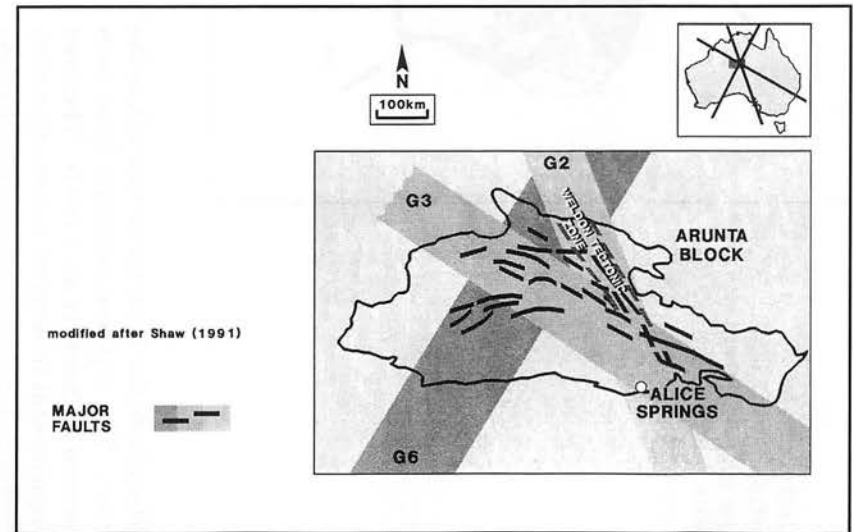 N
100km
G2
G3
WELDON TECTONIC
ZONE
ARUNTA
BLOCK
modified after Shaw (1991)
MAJOR
FAULTS
ALICE
SPRINGS
G6